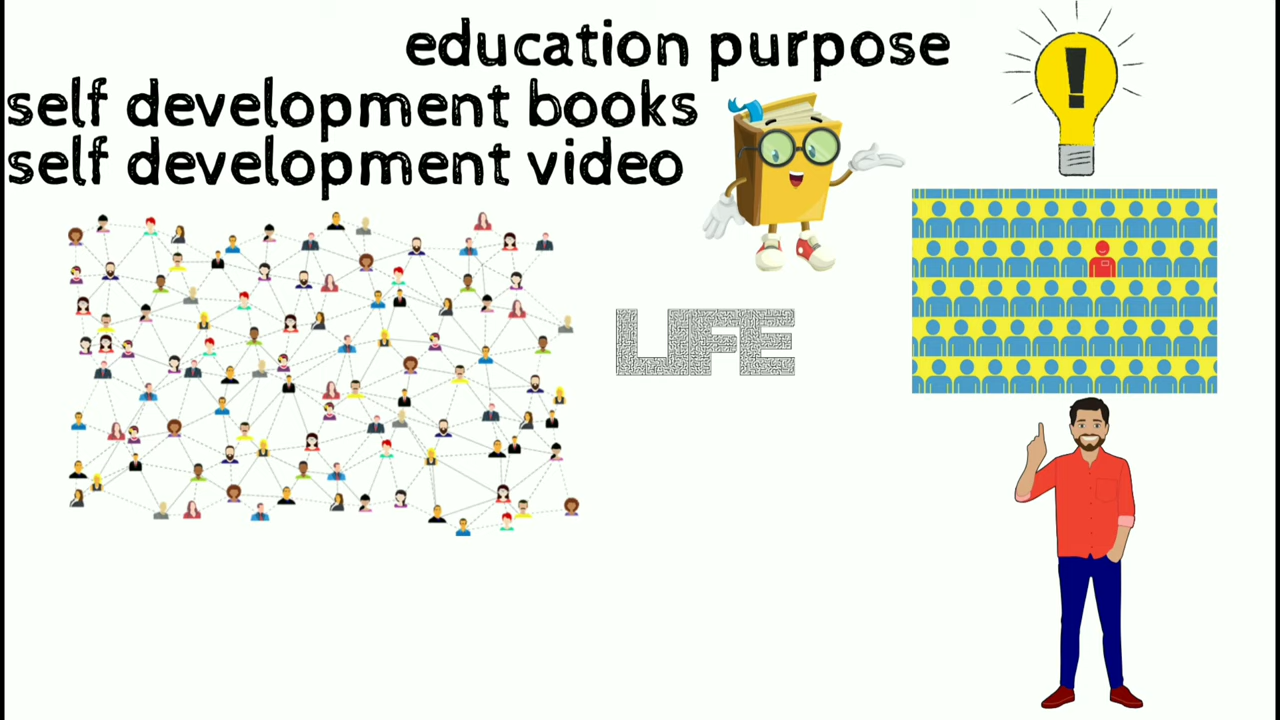 education purpose
self development books
self development video
LIFE